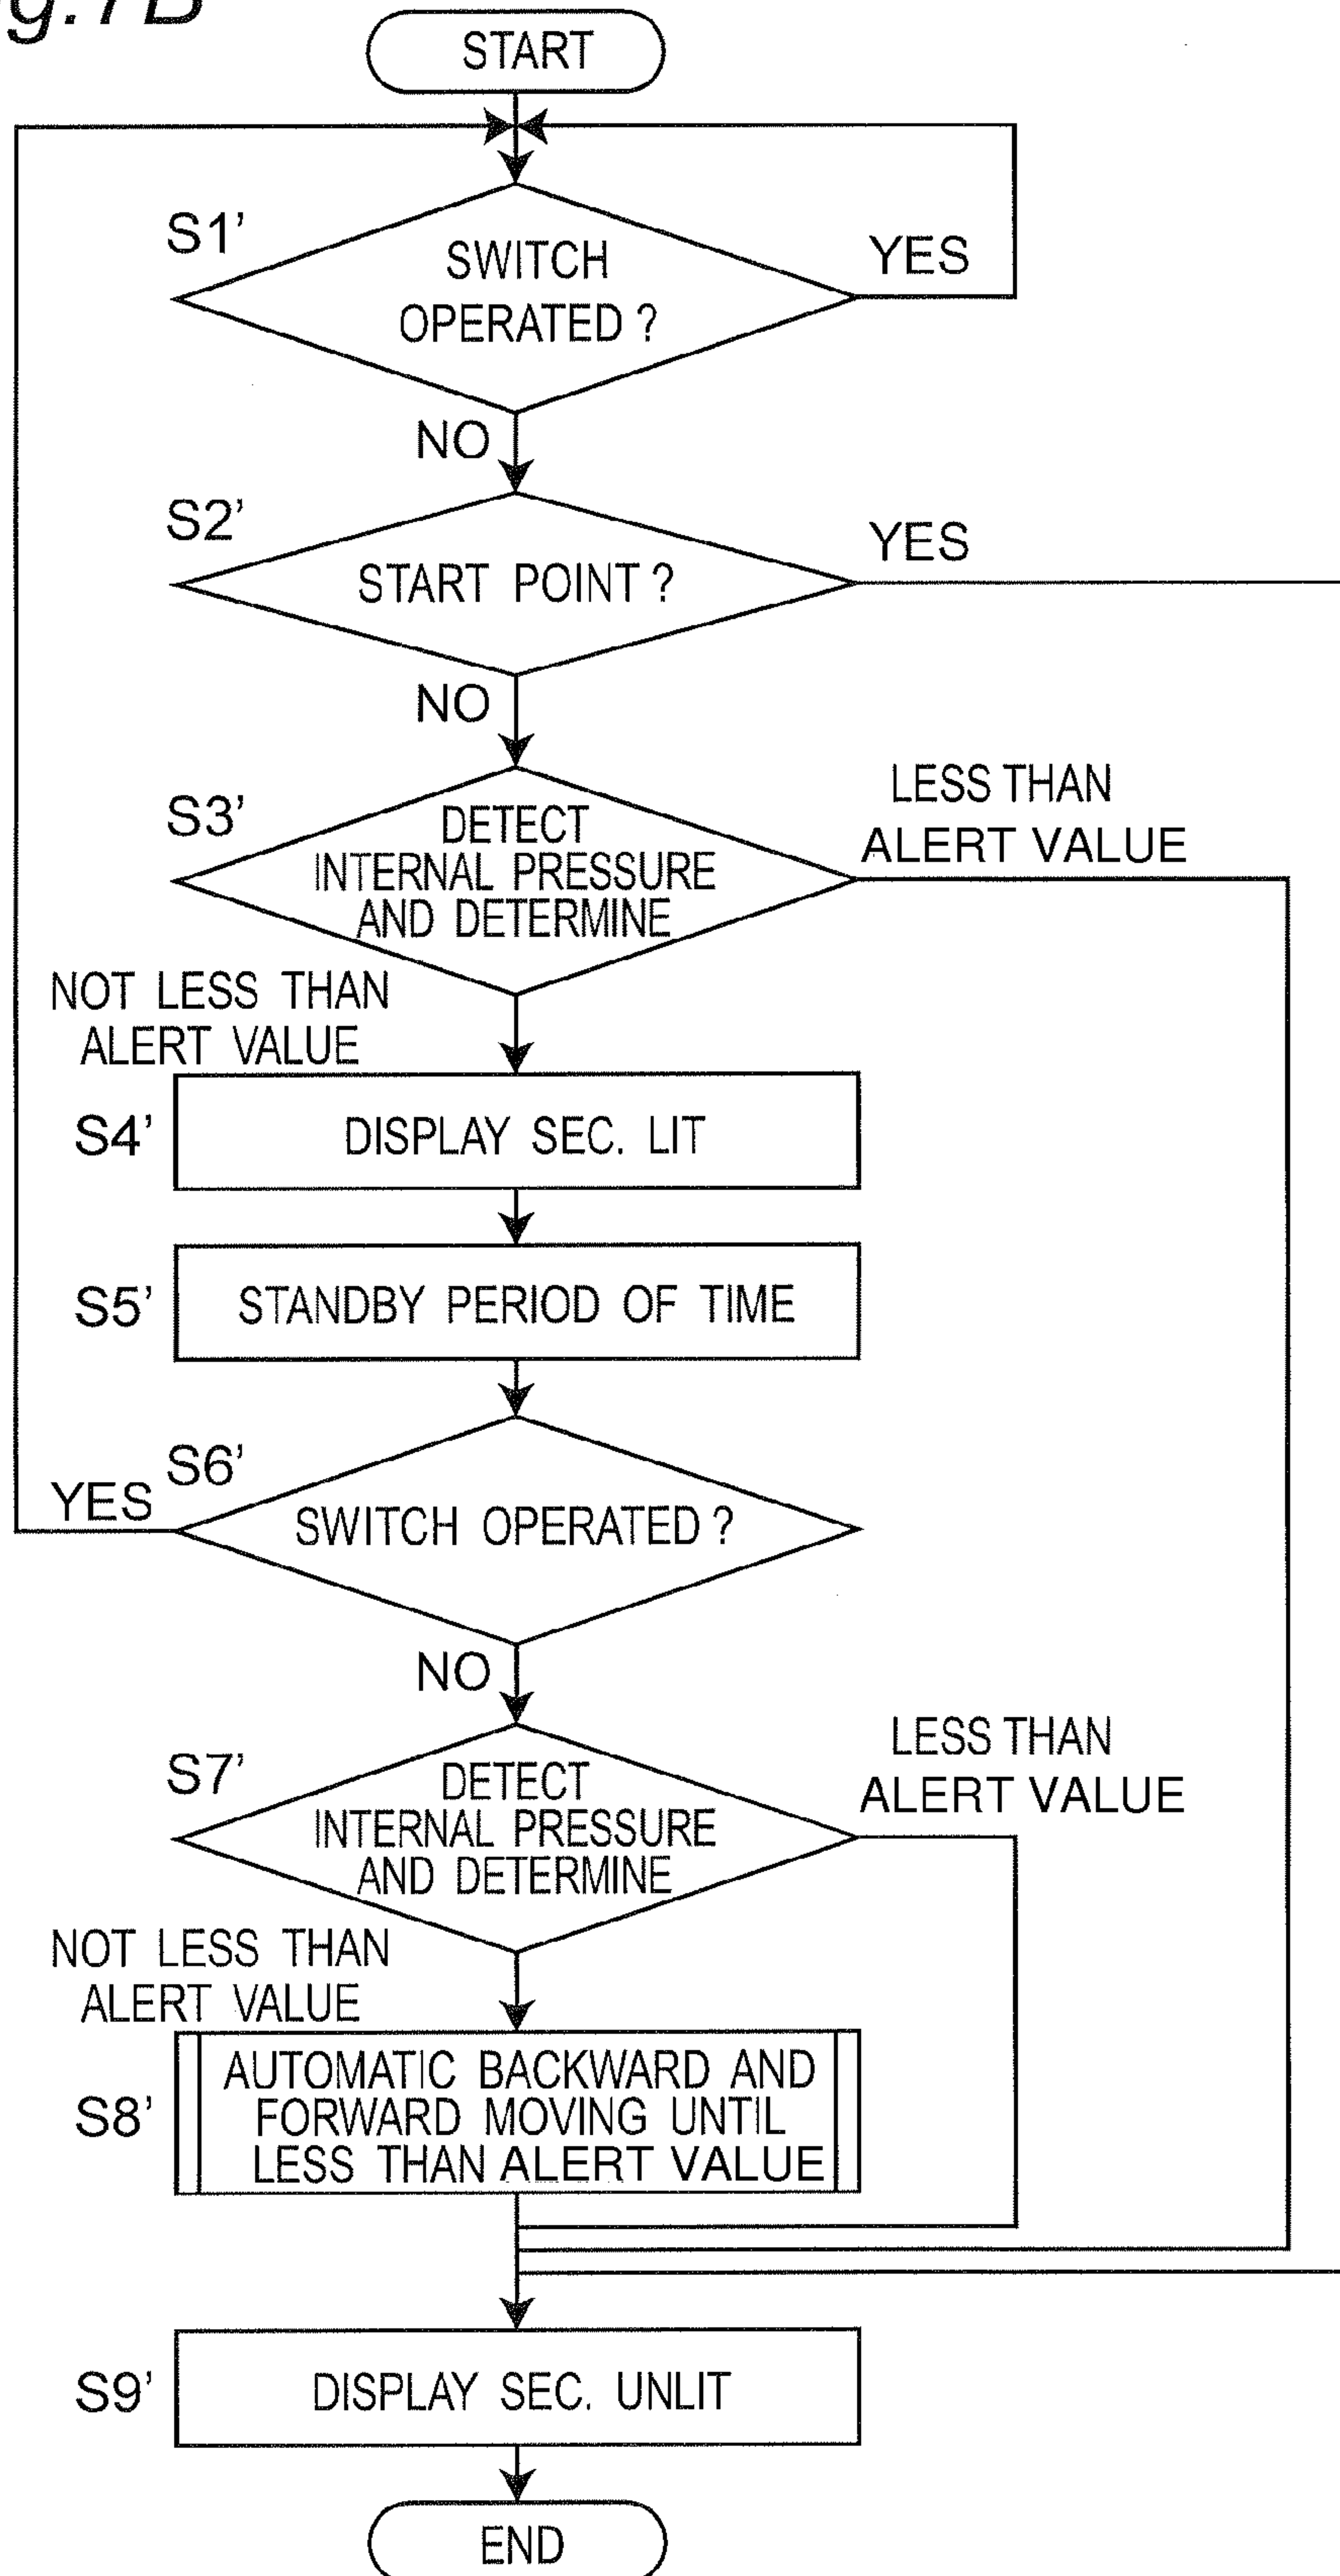 g.7B
START
S1'
SWITCH
OPERATED ?
YES
NO
S2'
START POINT ?
YES
NO
S3'
DETECT
INTERNAL PRESSURE
AND DETERMINE
LESS THAN
ALERT VALUE
NOT LESS THAN
ALERT VALUE
S4'
DISPLAY SEC. LIT
S5'
STANDBY PERIOD OF TIME
S6'
YES
SWITCH OPERATED ?
NO
S7'
DETECT
INTERNAL PRESSURE
AND DETERMINE
LESS THAN
ALERT VALUE
NOT LESS THAN
ALERT VALUE
S8'
AUTOMATIC BACKWARD AND
FORWARD MOVING UNTIL
LESS THAN ALERT VALUE
S9'
DISPLAY SEC. UNLIT
END